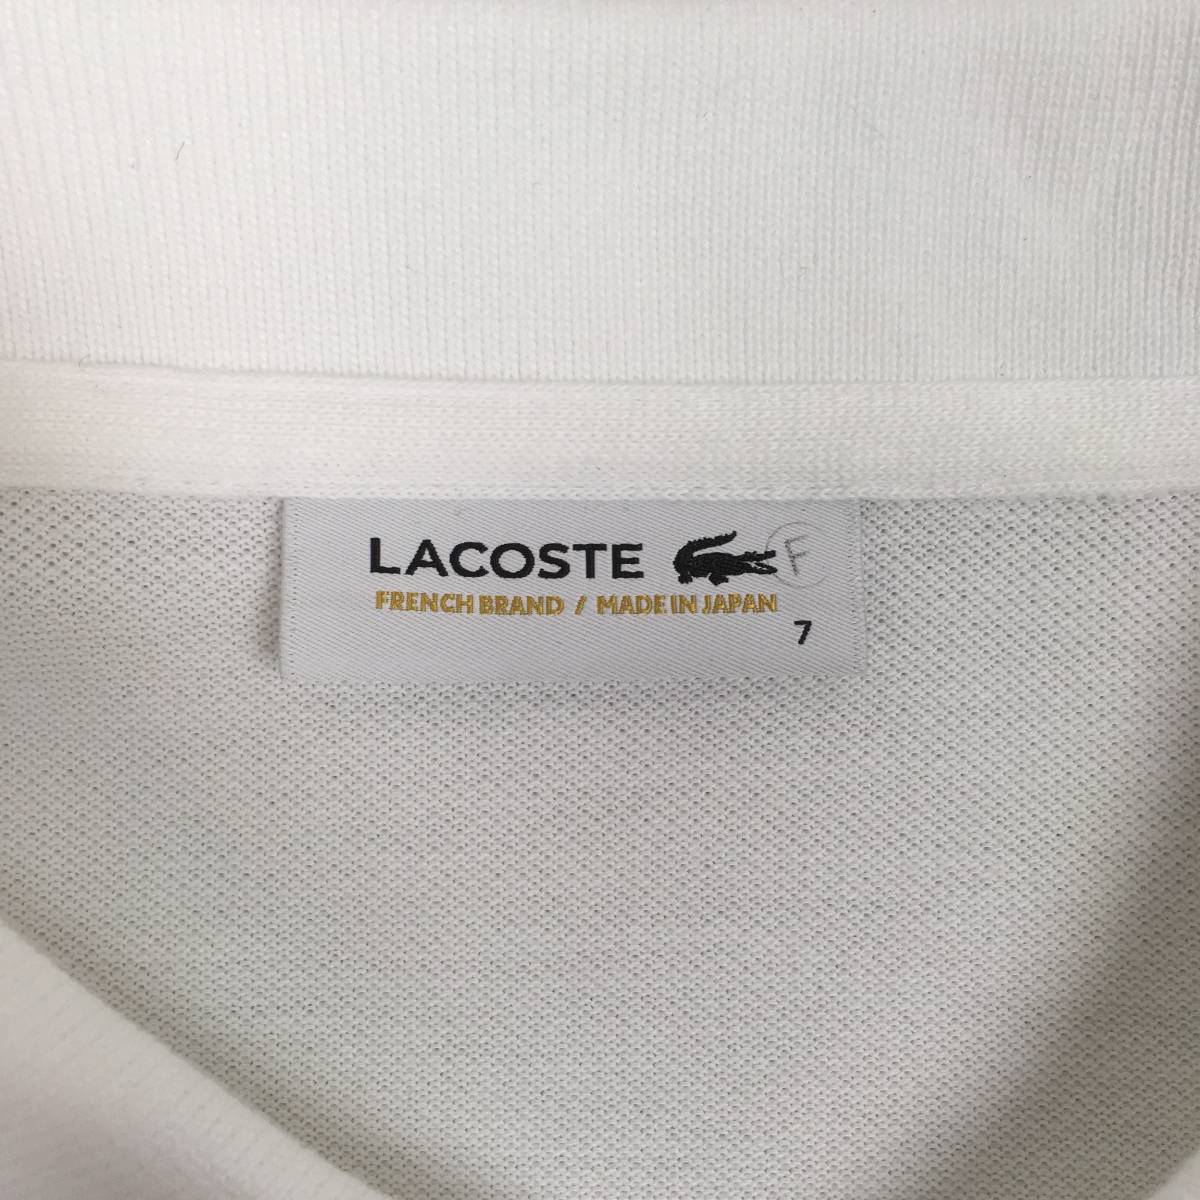 LACOSTE F
FRENCH BRAND / MADE IN JAPAN
7